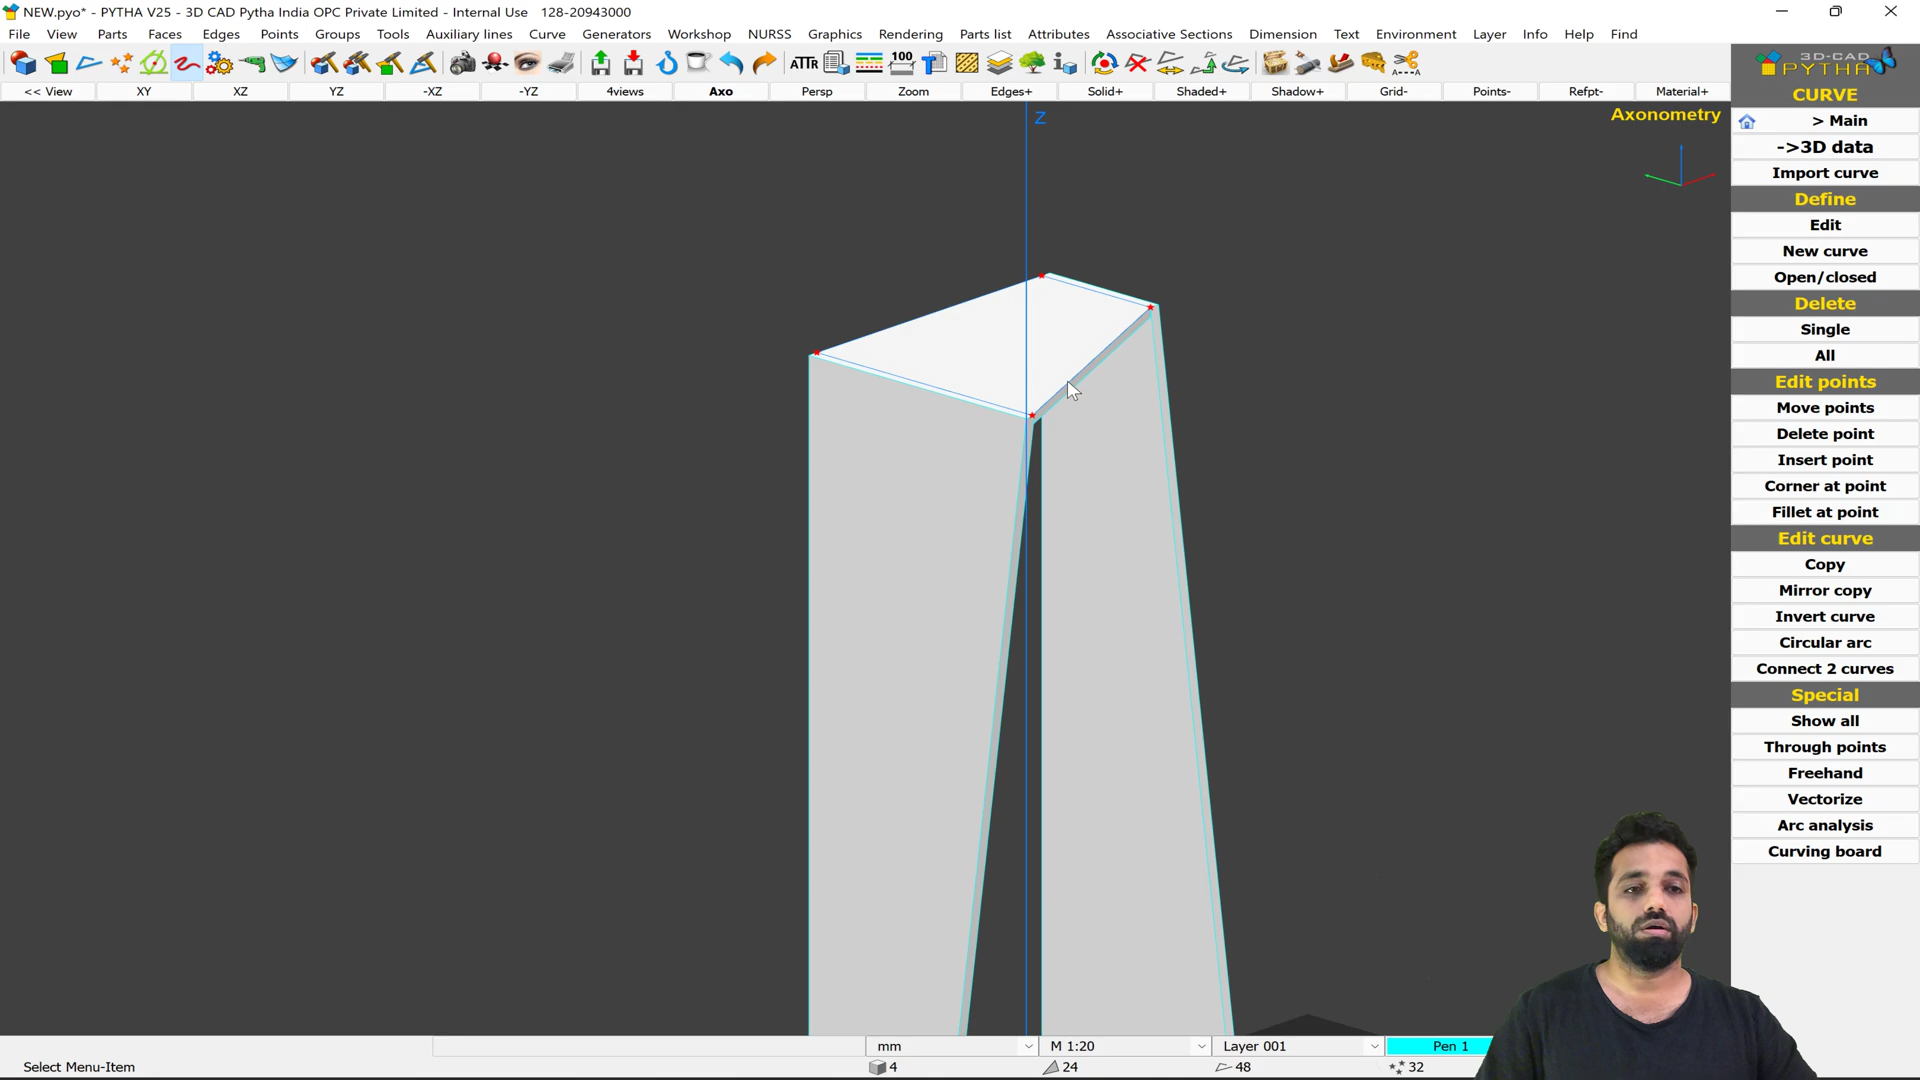 NEW.pyo* - PYTHA V25 - 3D CAD Pytha India OPC Private Limited - Internal Use 128-20943000
File View Parts Faces Edges Points Groups Tools Auxiliary lines Curve Generators Workshop NURSS Graphics Rendering Parts list Attributes Associative Sections Dimension Text Environment Layer Info Help Find
ATTR 100
3D-CAD
PYTHA
<< View XY XZ YZ -XZ -YZ 4views Axo Persp Zoom Edges+ Solid+ Shaded+ Shadow+ Grid- Points- Refpt- Material+
CURVE
Axonometry
Z
> Main
->3D data
Import curve
Define
Edit
New curve
Open/closed
Delete
Single
All
Edit points
Move points
Delete point
Insert point
Corner at point
Fillet at point
Edit curve
Copy
Mirror copy
Invert curve
Circular arc
Connect 2 curves
Special
Show all
Through points
Freehand
Vectorize
Arc analysis
Curving board
mm M 1:20 Layer 001 Pen 1
Select Menu-Item 4 24 48 32